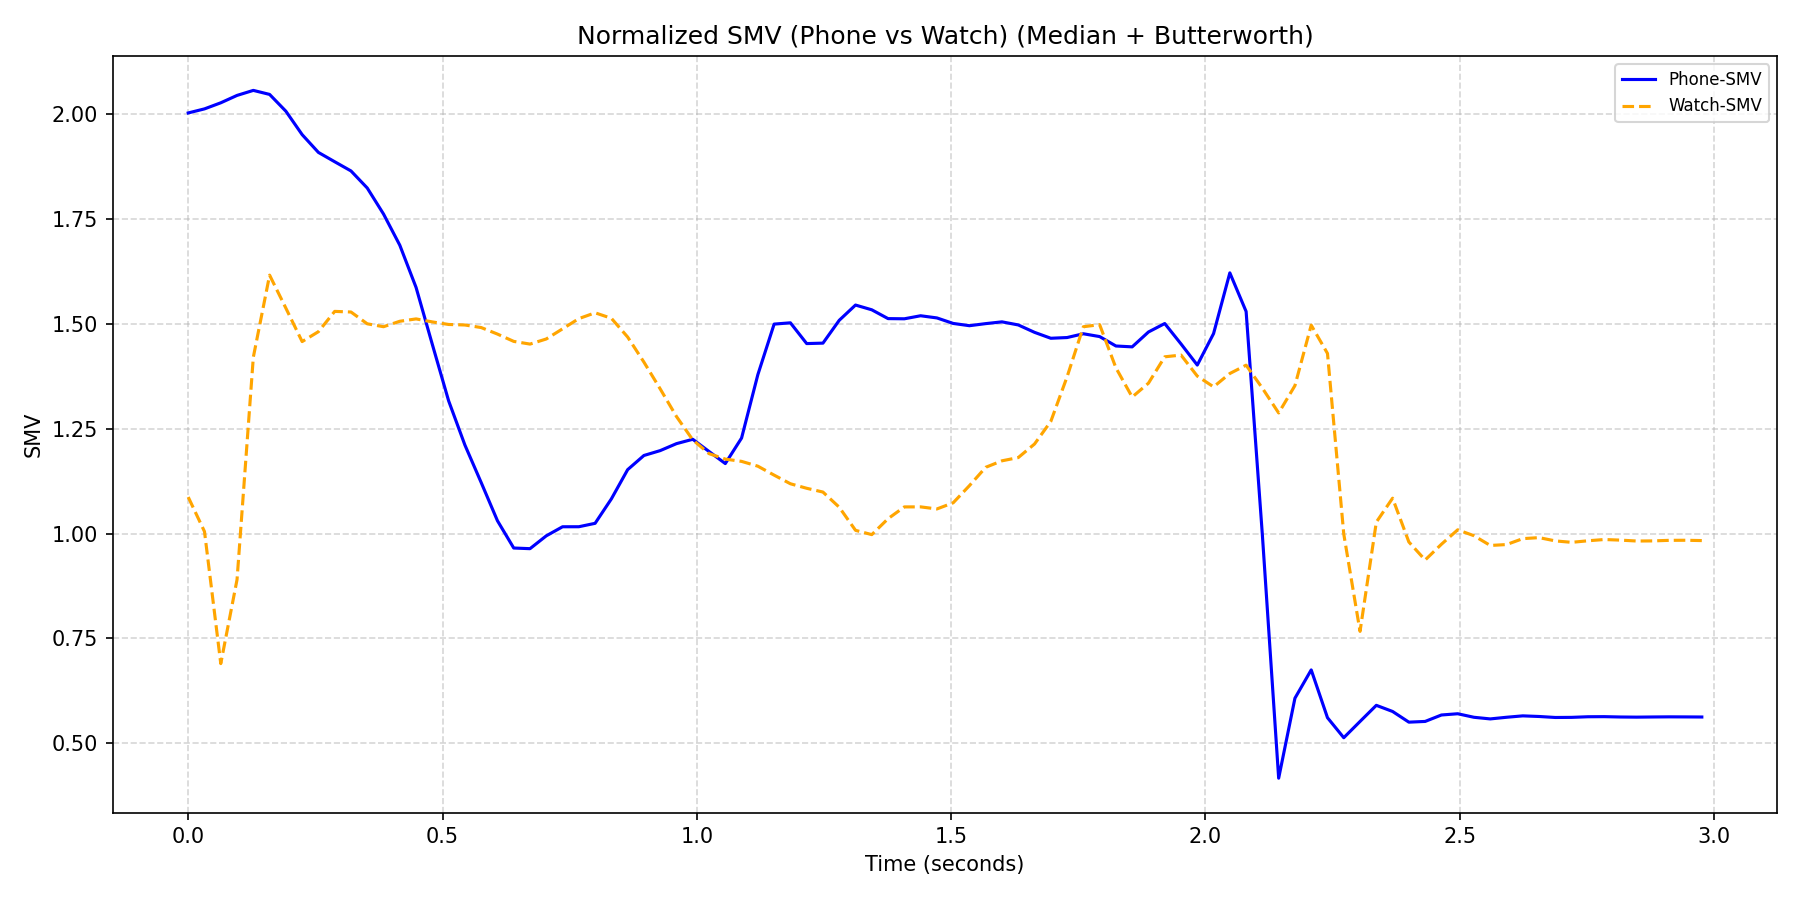 Normalized SMV (Phone vs Watch) (Median + Butterworth)
Phone-SMV
Watch-SMV
2.00
1.75
1.50
1.25
1.00
0.75
0.50
SMV
0.0 0.5 1.0 1.5 2.0 2.5 3.0
Time (seconds)